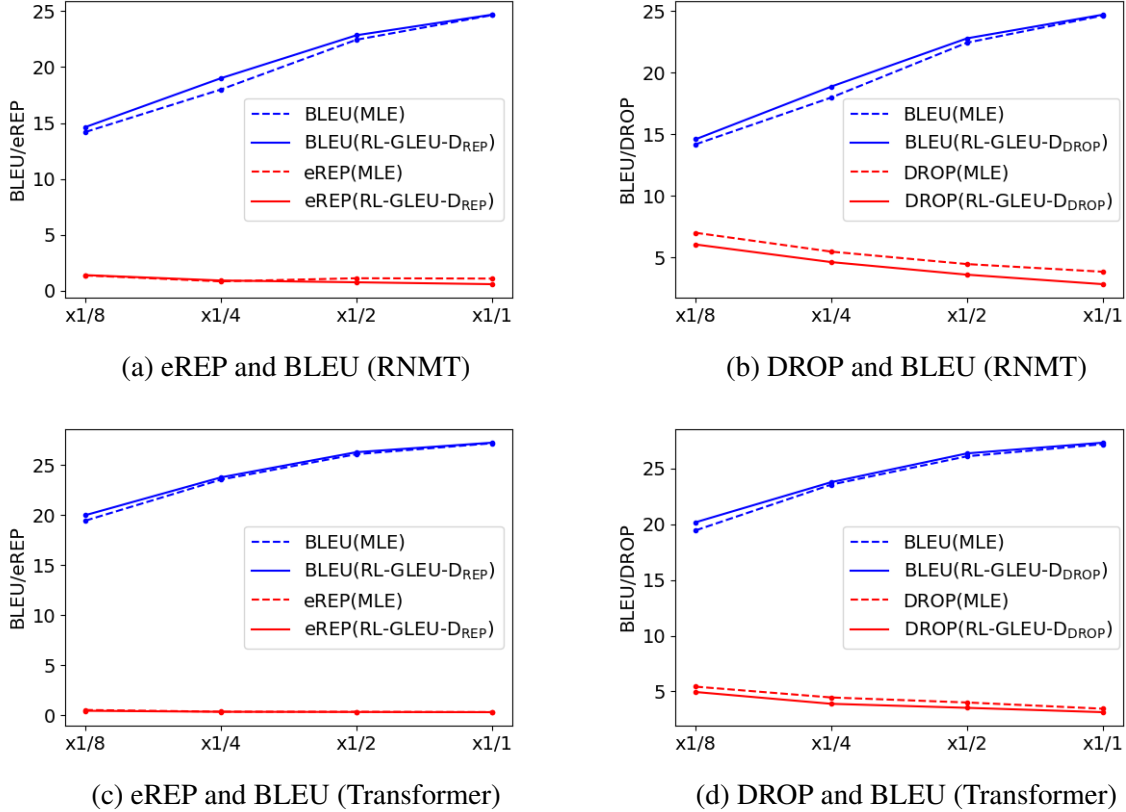 25
20
15
10
5
0
BLEU/eREP
BLEU(MLE)
BLEU(RL-GLEU-D_REP)
eREP(MLE)
eREP(RL-GLEU-D_REP)
x1/8 x1/4 x1/2 x1/1
(a) eREP and BLEU (RNMT)
25
20
15
10
5
BLEU/DROP
BLEU(MLE)
BLEU(RL-GLEU-D_DROP)
DROP(MLE)
DROP(RL-GLEU-D_DROP)
x1/8 x1/4 x1/2 x1/1
(b) DROP and BLEU (RNMT)
25
20
15
10
5
0
BLEU/eREP
BLEU(MLE)
BLEU(RL-GLEU-D_REP)
eREP(MLE)
eREP(RL-GLEU-D_REP)
x1/8 x1/4 x1/2 x1/1
(c) eREP and BLEU (Transformer)
25
20
15
10
5
BLEU/DROP
BLEU(MLE)
BLEU(RL-GLEU-D_DROP)
DROP(MLE)
DROP(RL-GLEU-D_DROP)
x1/8 x1/4 x1/2 x1/1
(d) DROP and BLEU (Transformer)